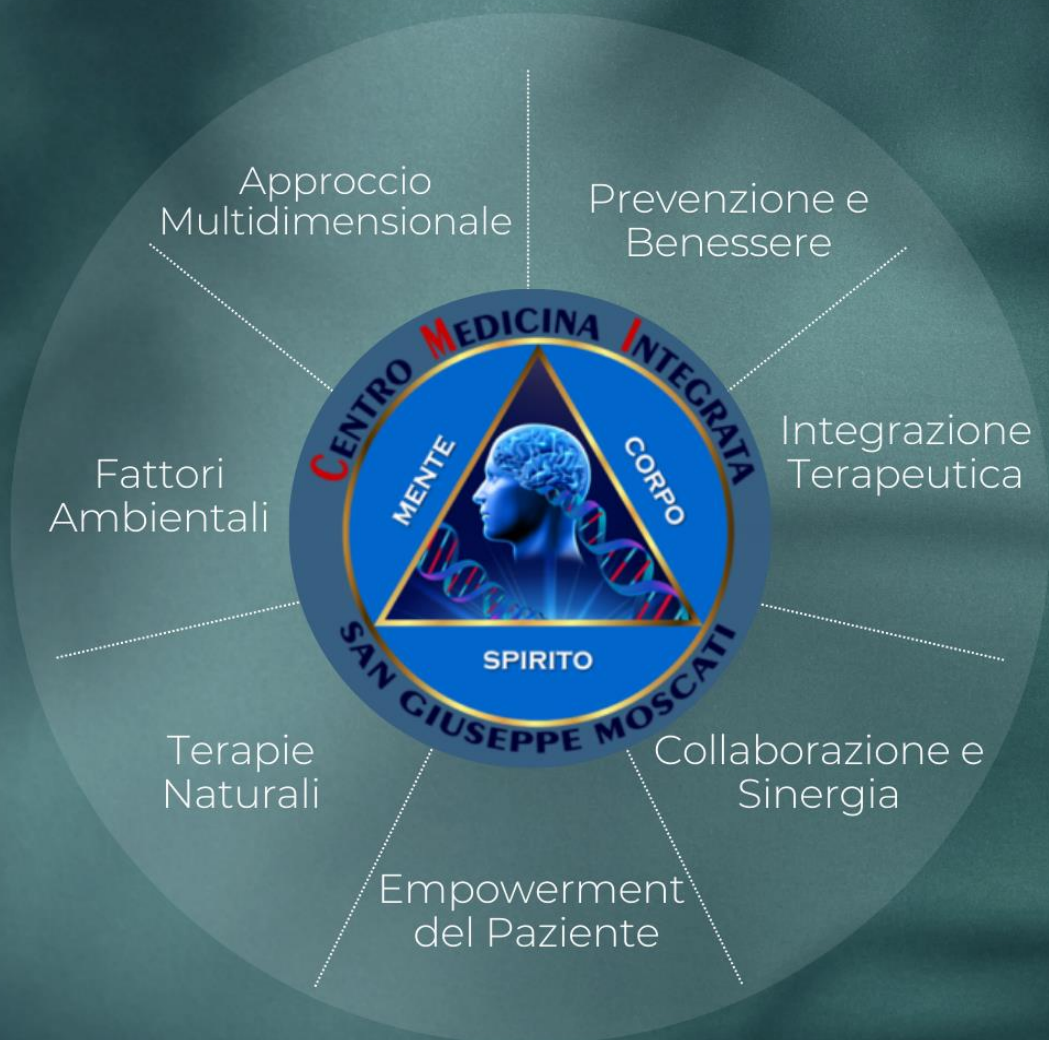 Approccio
Multidimensionale
Prevenzione e
Benessere
CENTRO MEDICINA INTEGRATA
MENTE
CORPO
Integrazione
Terapeutica
Fattori
Ambientali
SPIRITO
SAN GIUSEPPE MOSCATI
Terapie
Naturali
Collaborazione e
Sinergia
Empowerment
del Paziente